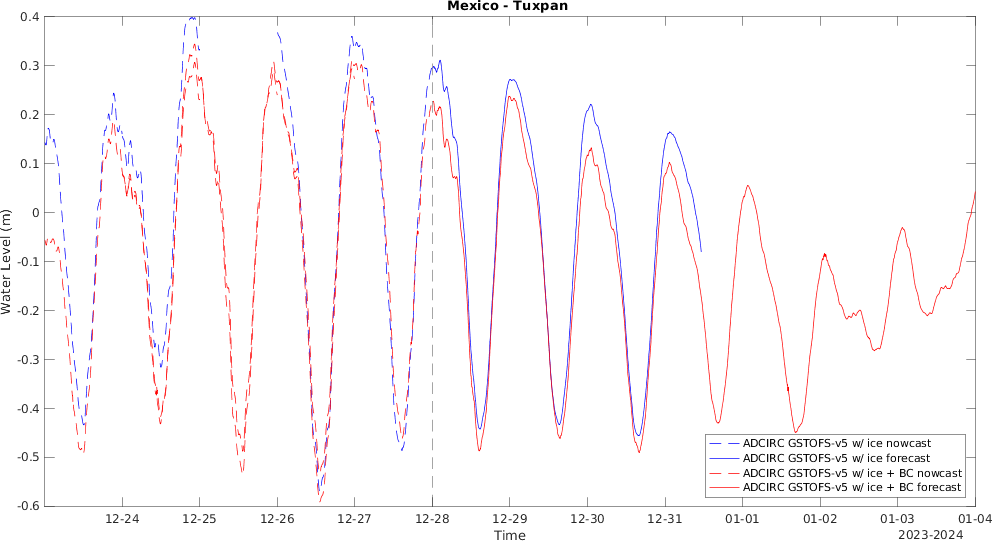 Mexico - Tuxpan
Water Level (m)
0.4
0.3
0.2
0.1
0
-0.1
-0.2
-0.3
-0.4
-0.5
-0.6
ADCIRC GSTOFS-v5 w/ ice nowcast
ADCIRC GSTOFS-v5 w/ ice forecast
ADCIRC GSTOFS-v5 w/ ice + BC nowcast
ADCIRC GSTOFS-v5 w/ ice + BC forecast
12-24 12-25 12-26 12-27 12-28 12-29 12-30 12-31 01-01 01-02 01-03 01-04
Time
2023-2024